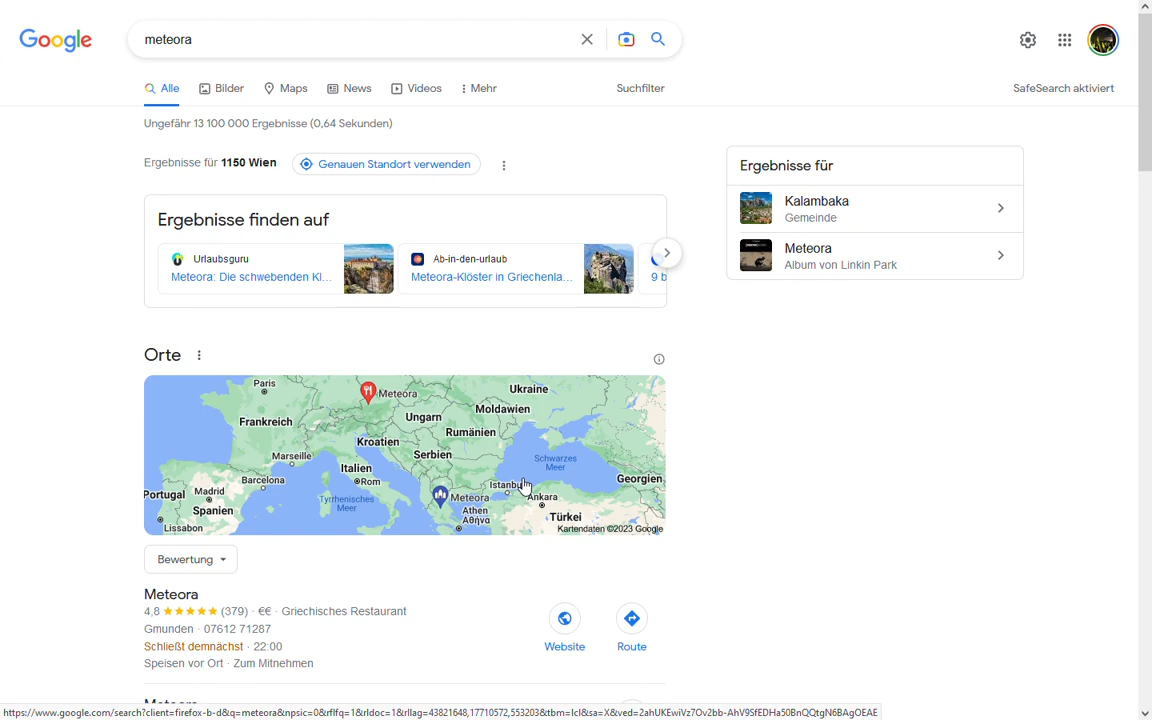 Google
meteora
Alle
Bilder
Maps
News
Videos
Mehr
Suchfilter
SafeSearch aktiviert
Ungefähr 13 100 000 Ergebnisse (0,64 Sekunden)
Ergebnisse für 1150 Wien
Genauen Standort verwenden
Ergebnisse finden auf
Urlaubsguru
Meteora: Die schwebenden Kl...
Ab-in-den-urlaub
Meteora-Klöster in Griechenla...
9 b
Ergebnisse für
Kalambaka
Gemeinde
Meteora
Album von Linkin Park
Orte
Paris
Meteora
Ukraine
Moldawien
Frankreich
Ungarn
Rumänien
Kroatien
Serbien
Marseille
Italien
Schwarzes
Meer
Barcelona
Rom
Georgien
Portugal
Madrid
Spanien
Tyrrhenisches
Meer
Meteora
Ankara
Athen
Αθήνα
Türkei
Lissabon
Kartendaten ©2023 Google
Bewertung
Meteora
4,8 (379) · €€ · Griechisches Restaurant
Gmunden · 07612 71287
Schließt demnächst · 22:00
Speisen vor Ort · Zum Mitnehmen
Website
Route